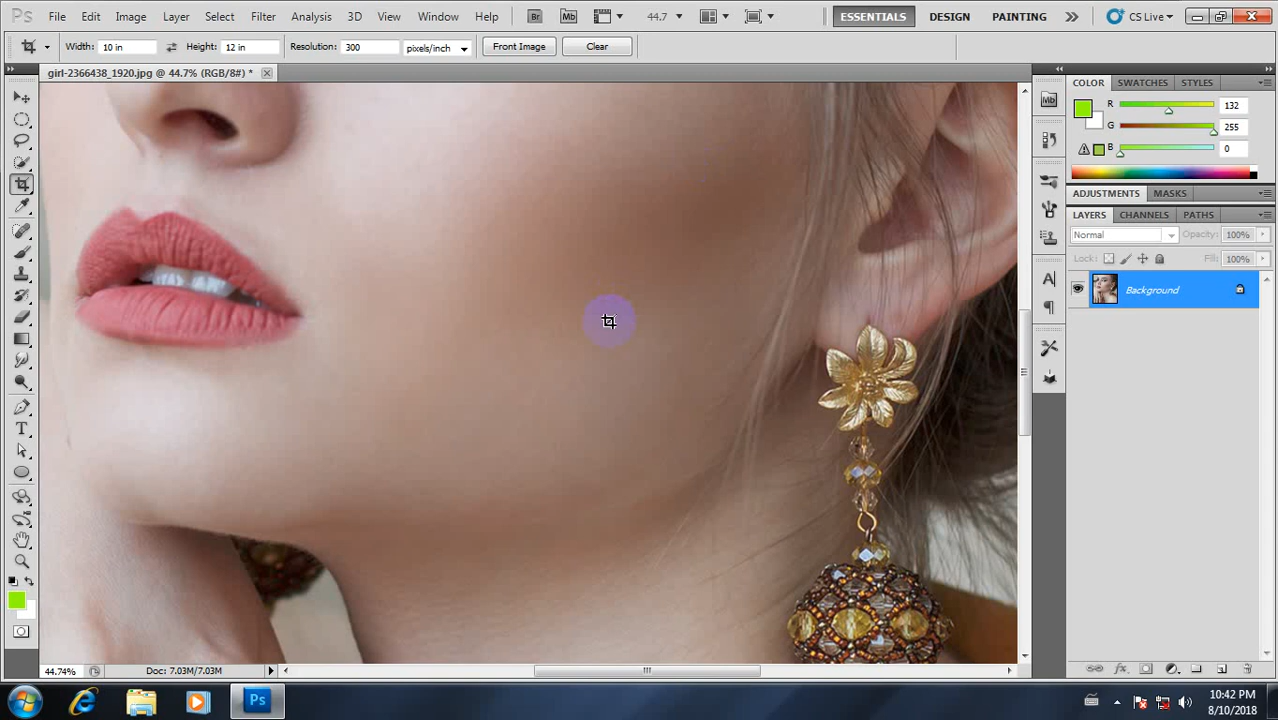 Ps File Edit Image Layer Select Filter Analysis 3D View Window Help Br Mb 44.7 ESSENTIALS DESIGN PAINTING CS Live
Width: 10 in Height: 12 in Resolution: 300 pixels/inch Front Image Clear
girl-2366438_1920.jpg @ 44.7% (RGB/8#) *
COLOR SWATCHES STYLES
Mb
R 132
G 255
B 0
ADJUSTMENTS MASKS
LAYERS CHANNELS PATHS
Normal Opacity: 100%
Lock: Fill: 100%
Background
44.74% Doc: 7.03M/7.03M
fx
Ps
10:42 PM
8/10/2018